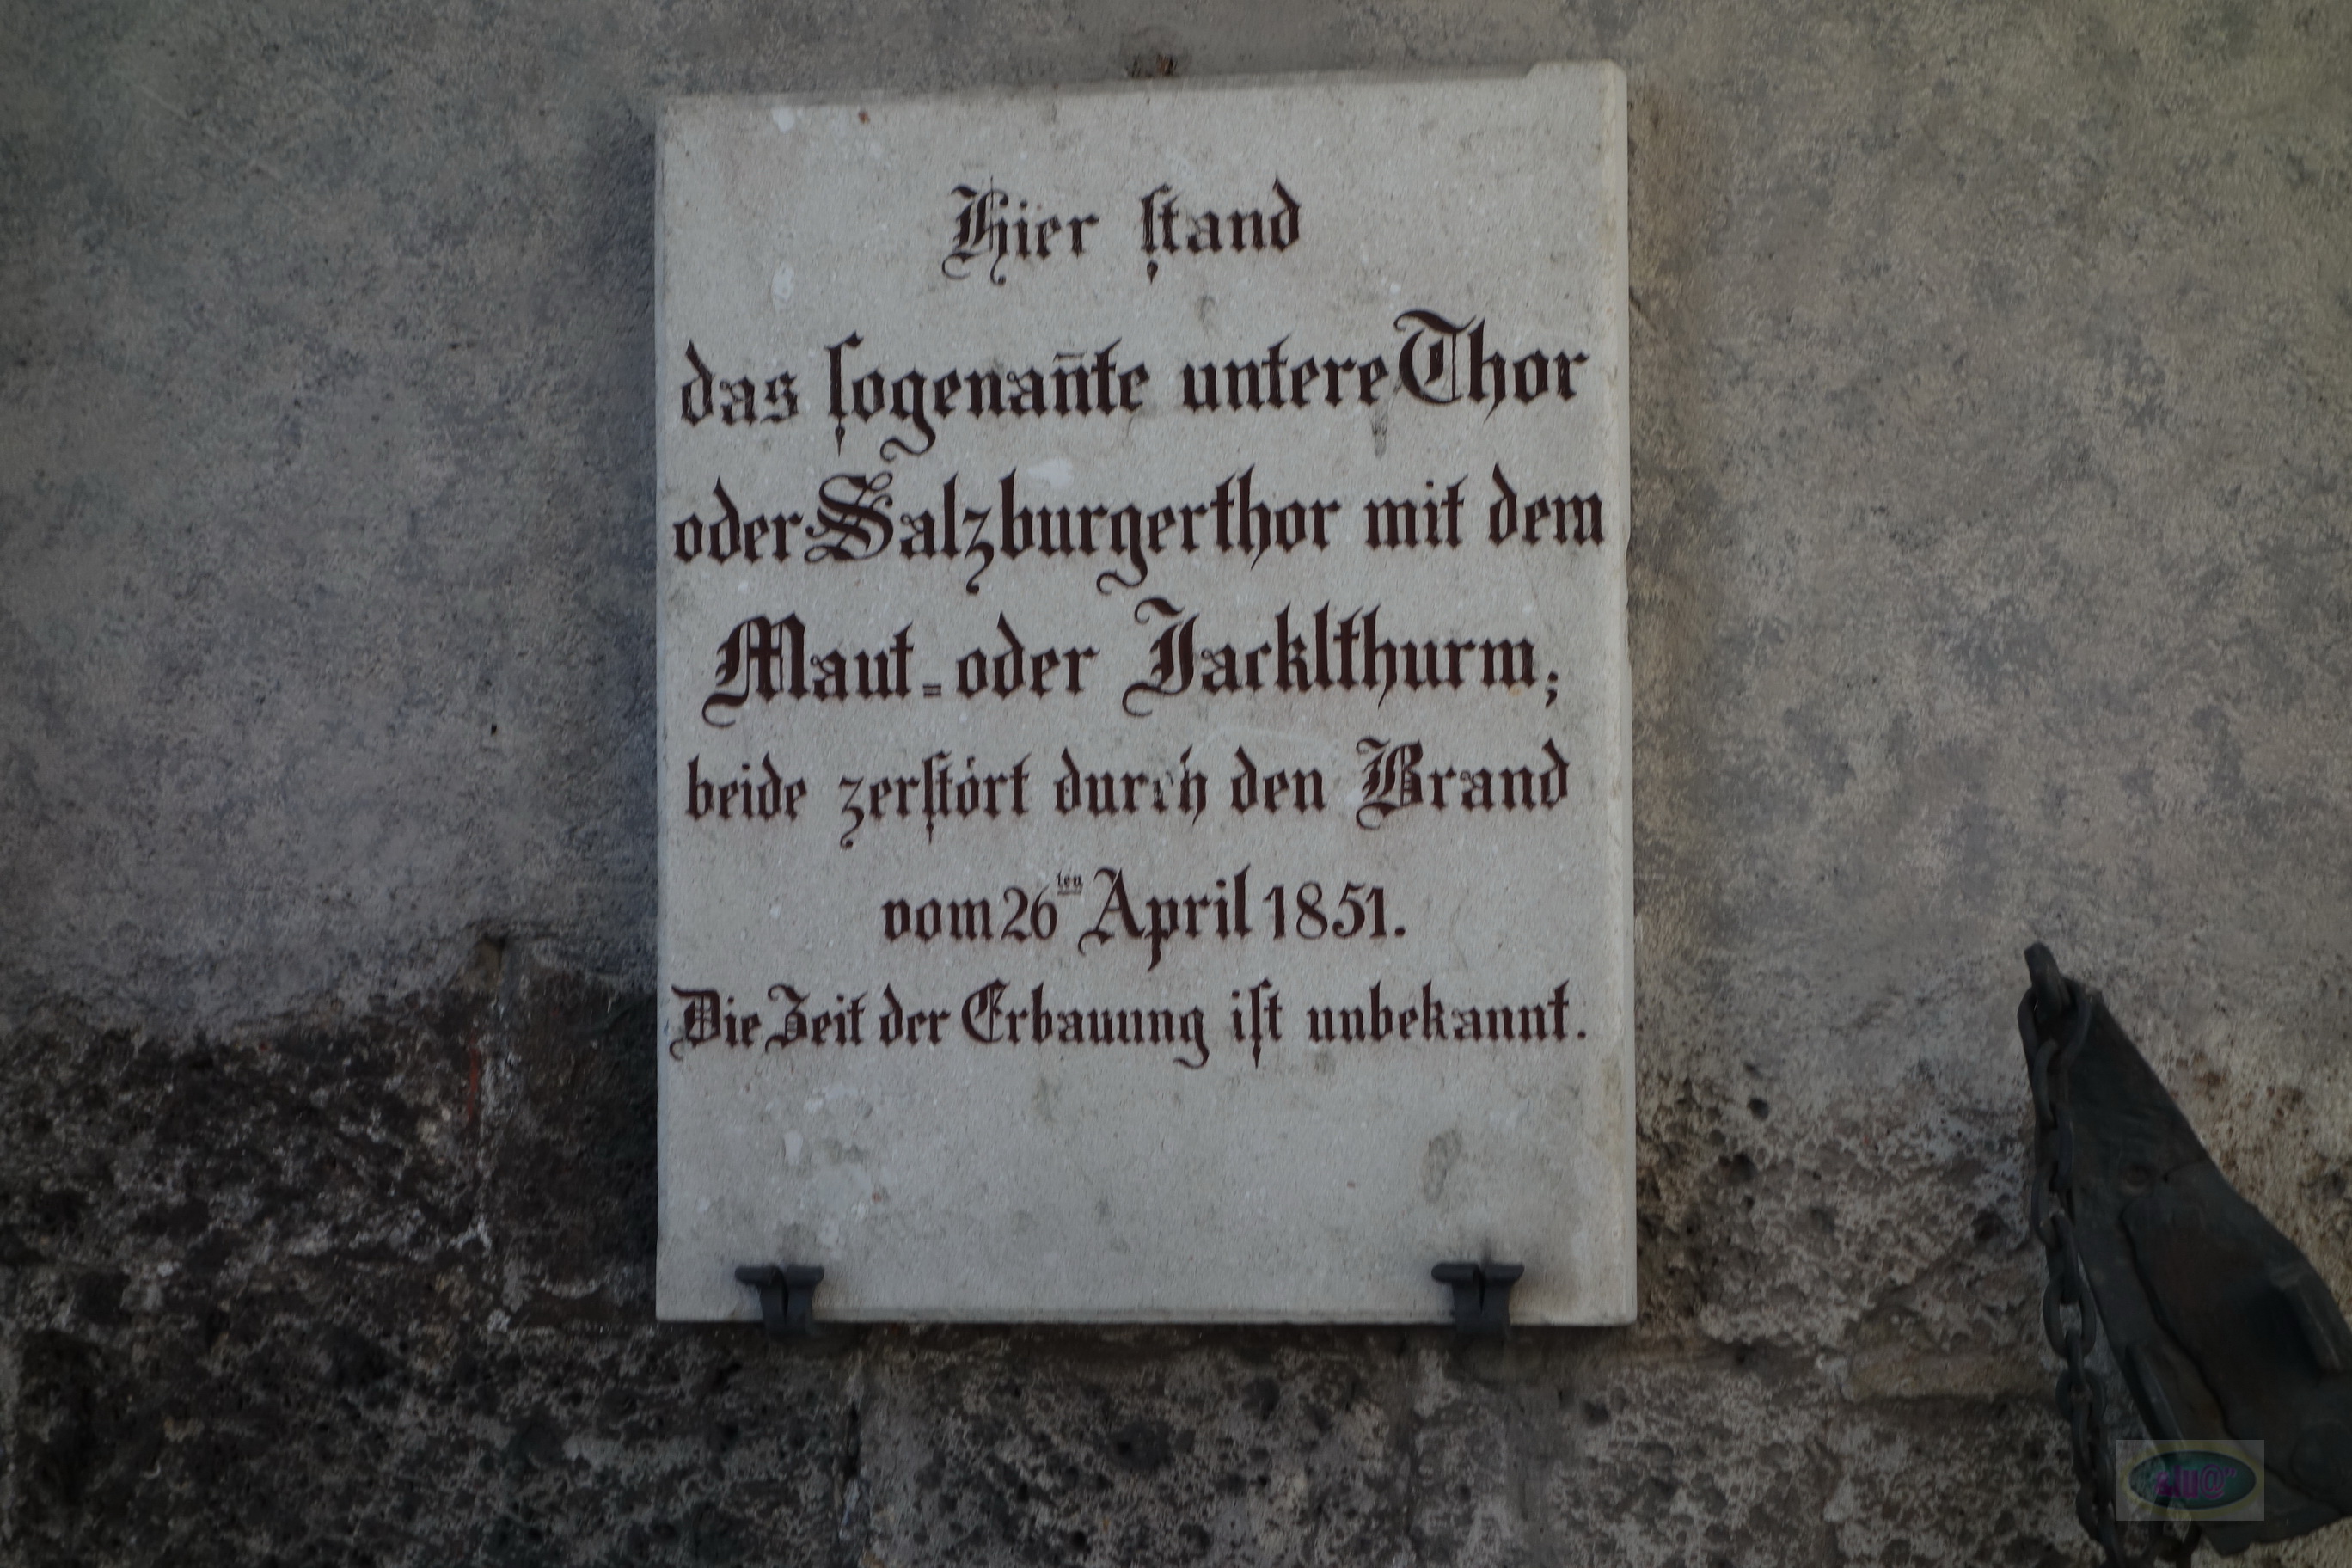 Hier ſtand
das ſogenan̄te untere Thor
oder Salzburgerthor mit dem
Maut= oder Jacklthurm;
beide zerſtört durch den Brand
vom 26ten April 1851.
Die Zeit der Erbauung iſt unbekannt.